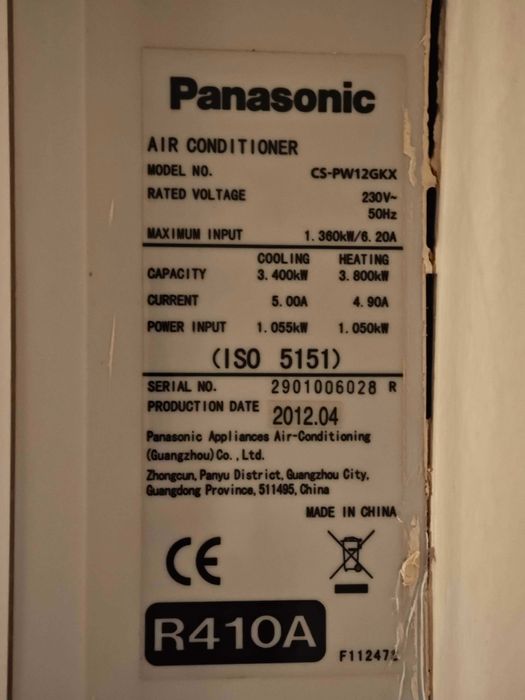 Panasonic
AIR CONDITIONER
MODEL NO. CS-PW12GKX
RATED VOLTAGE 230V~
50Hz
MAXIMUM INPUT 1.360kW/6.20A
COOLING HEATING
CAPACITY 3.400kW 3.800kW
CURRENT 5.00A 4.90A
POWER INPUT 1.055kW 1.050kW
(ISO 5151)
SERIAL NO. 2901006028 R
PRODUCTION DATE 2012.04
Panasonic Appliances Air-Conditioning
(Guangzhou) Co., Ltd.
Zhongcun, Panyu District, Guangzhou City,
Guangdong Province, 511495, China
MADE IN CHINA
CE
R410A